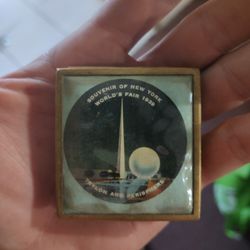 SOUVENIR OF NEW YORK
WORLD'S FAIR 1939
TRYLON AND PERISPHERE